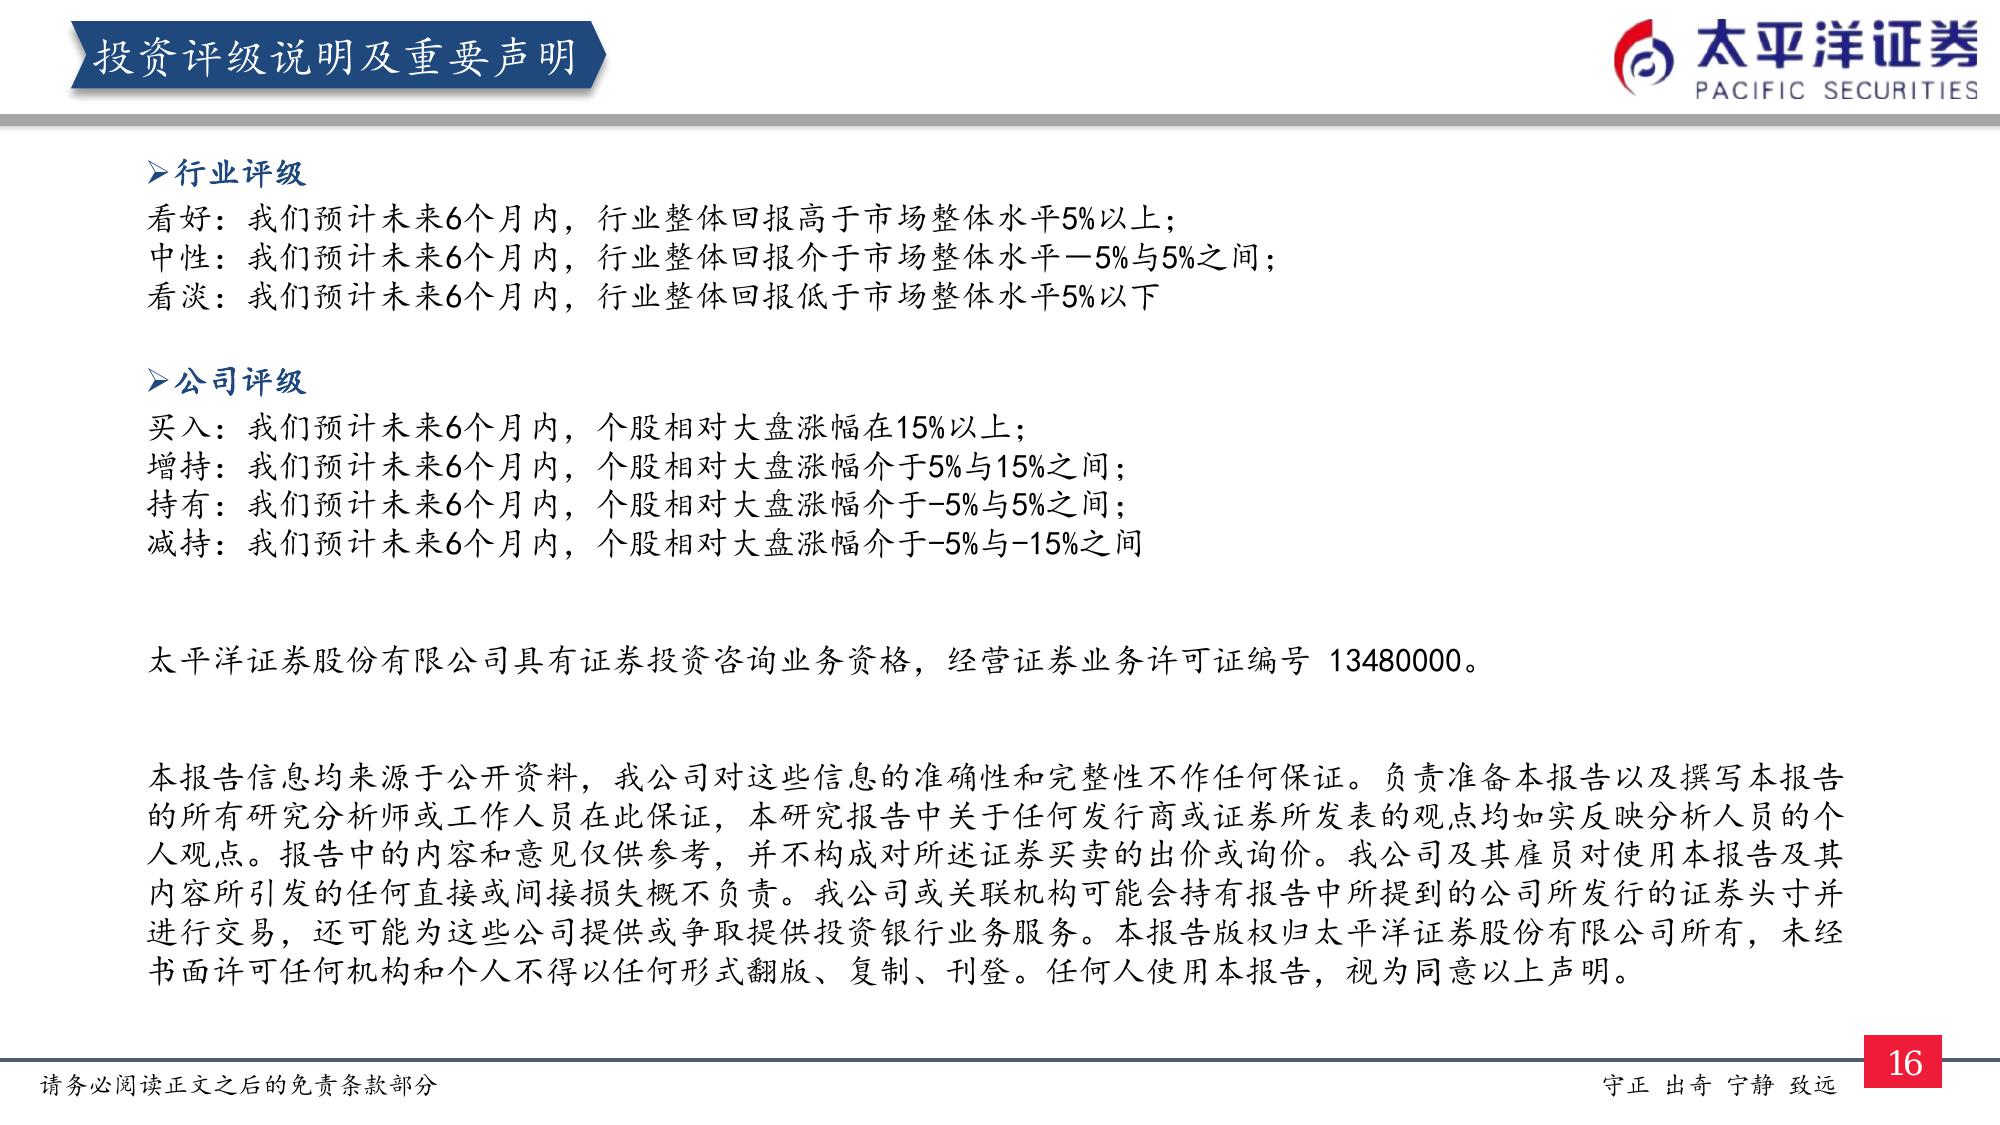 投资评级说明及重要声明
太平洋证券
PACIFIC SECURITIES
➢行业评级
看好：我们预计未来6个月内，行业整体回报高于市场整体水平5%以上；
中性：我们预计未来6个月内，行业整体回报介于市场整体水平－5%与5%之间；
看淡：我们预计未来6个月内，行业整体回报低于市场整体水平5%以下
➢公司评级
买入：我们预计未来6个月内，个股相对大盘涨幅在15%以上；
增持：我们预计未来6个月内，个股相对大盘涨幅介于5%与15%之间；
持有：我们预计未来6个月内，个股相对大盘涨幅介于-5%与5%之间；
减持：我们预计未来6个月内，个股相对大盘涨幅介于-5%与-15%之间
太平洋证券股份有限公司具有证券投资咨询业务资格，经营证券业务许可证编号 13480000。
本报告信息均来源于公开资料，我公司对这些信息的准确性和完整性不作任何保证。负责准备本报告以及撰写本报告
的所有研究分析师或工作人员在此保证，本研究报告中关于任何发行商或证券所发表的观点均如实反映分析人员的个
人观点。报告中的内容和意见仅供参考，并不构成对所述证券买卖的出价或询价。我公司及其雇员对使用本报告及其
内容所引发的任何直接或间接损失概不负责。我公司或关联机构可能会持有报告中所提到的公司所发行的证券头寸并
进行交易，还可能为这些公司提供或争取提供投资银行业务服务。本报告版权归太平洋证券股份有限公司所有，未经
书面许可任何机构和个人不得以任何形式翻版、复制、刊登。任何人使用本报告，视为同意以上声明。
请务必阅读正文之后的免责条款部分
守正 出奇 宁静 致远
16